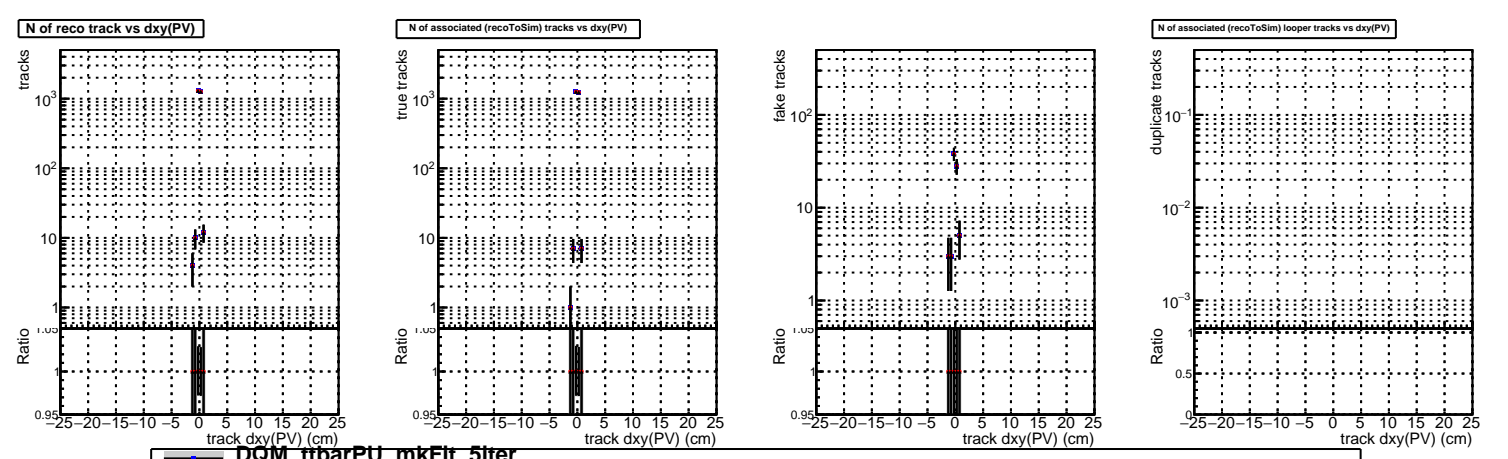 N of reco track vs dxy(PV)
tracks
10³
10²
10
1
1.05
Ratio
1
0.95
−25 −20 −15 −10 −5 0 5 10 15 20 25
track dxy(PV) (cm)
N of associated (recoToSim) tracks vs dxy(PV)
true tracks
10³
10²
10
1
1.05
Ratio
1
0.95
−25 −20 −15 −10 −5 0 5 10 15 20 25
track dxy(PV) (cm)
fake tracks
10²
10
1
1.05
Ratio
1
0.95
−25 −20 −15 −10 −5 0 5 10 15 20 25
track dxy(PV) (cm)
N of associated (recoToSim) looper tracks vs dxy(PV)
duplicate tracks
10⁻¹
10⁻²
10⁻³
Ratio
1
0.5
0
−25 −20 −15 −10 −5 0 5 10 15 20 25
track dxy(PV) (cm)
DQM_ttbarPU_mkFit_5iter